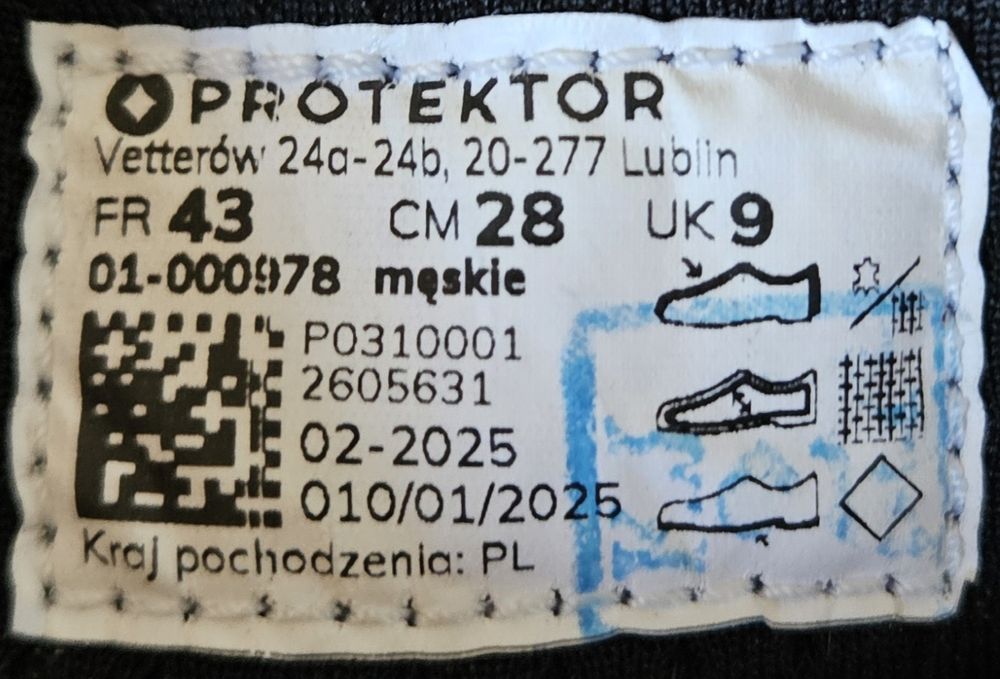 PROTEKTOR
Vetterów 24a-24b, 20-277 Lublin
FR 43 CM 28 UK 9
01-000978 męskie
P0310001
2605631
02-2025
010/01/2025
Kraj pochodzenia: PL